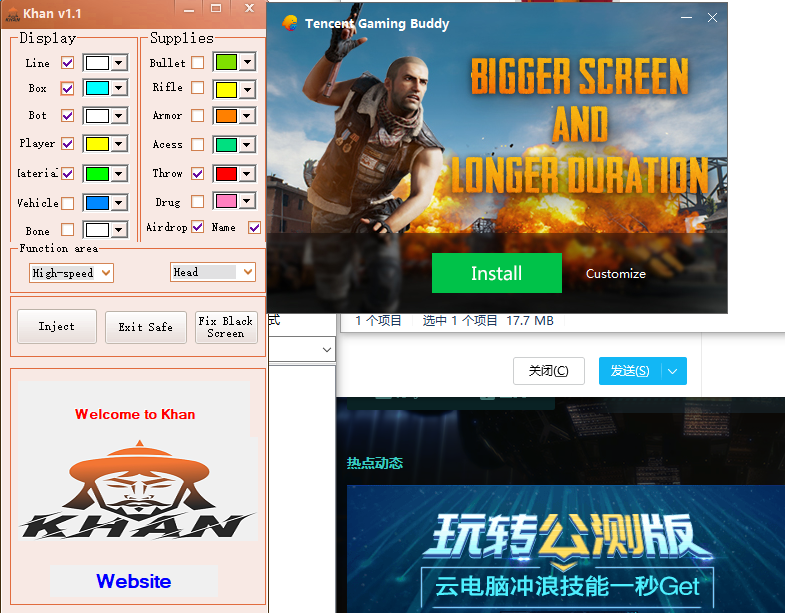 Khan v1.1
Display
Line
Box
Bot
Player
Material
Vehicle
Bone
Supplies
Bullet
Rifle
Armor
Acess
Throw
Drug
Airdrop
Name
Function area
High-speed
Head
Inject
Exit Safe
Fix Black
Screen
Welcome to Khan
KHAN
Website
Tencent Gaming Buddy
BIGGER SCREEN
AND
LONGER DURATION
Install
Customize
式
1 个项目 选中 1 个项目 17.7 MB
关闭(C)
发送(S)
热点动态
玩转公测版
云电脑冲浪技能一秒Get